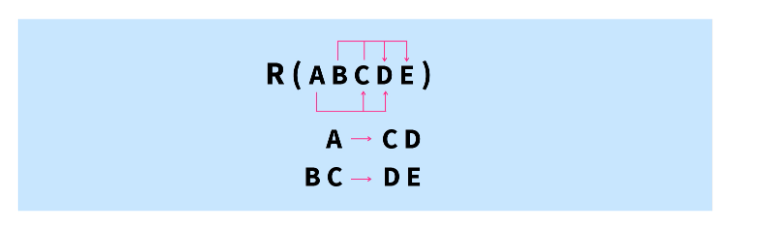 R(ABCDE)
A → CD
BC → DE